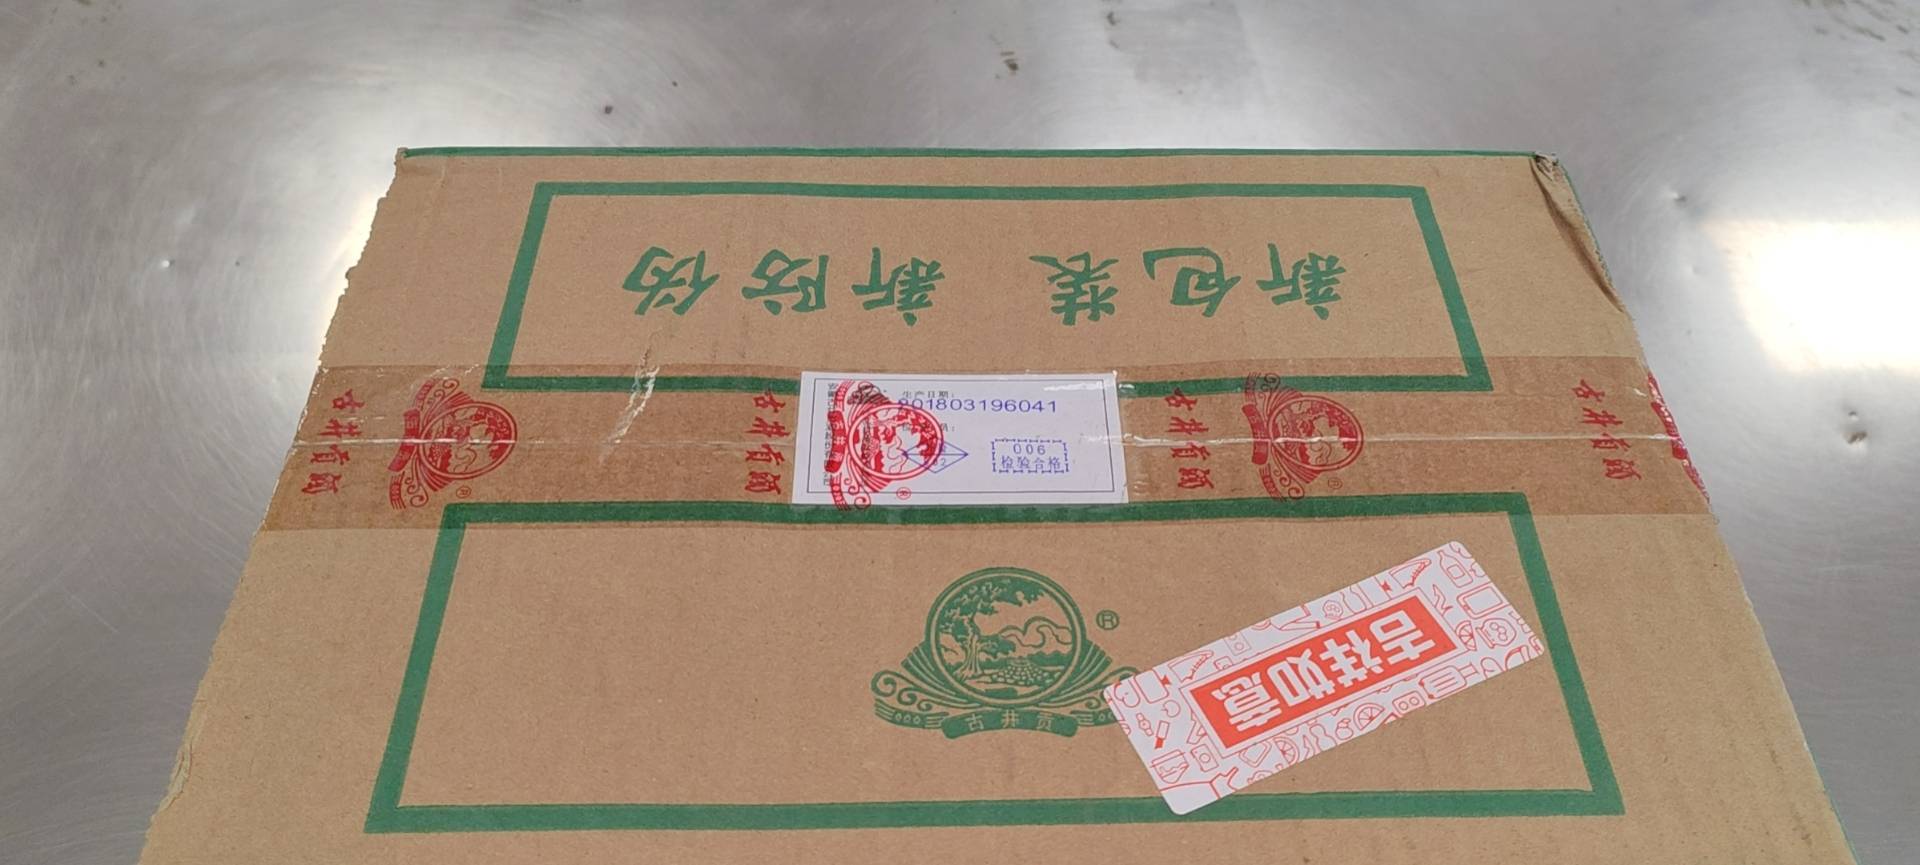 新包装 新防伪
古井贡酒
古井贡酒
古井贡酒
古井贡酒
生产日期:
801803196041
006
检验合格
®
古井贡
吉祥如意